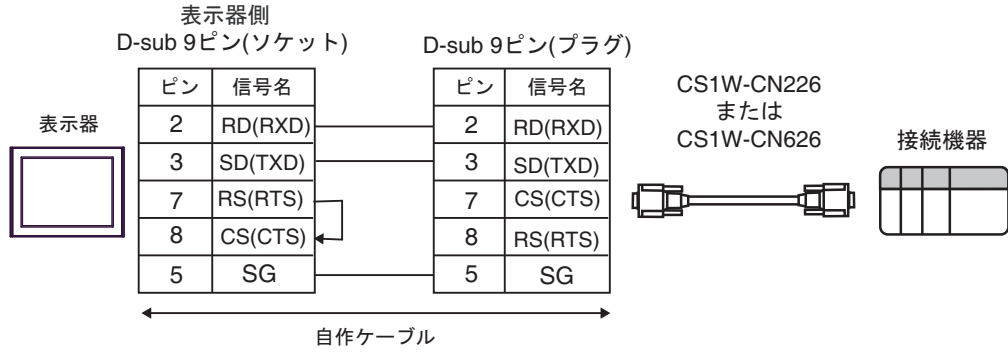 表示器側
D-sub 9ピン(ソケット)
D-sub 9ピン(プラグ)
ピン 信号名
ピン 信号名
CS1W-CN226
または
CS1W-CN626
表示器
接続機器
2 RD(RXD)
2 RD(RXD)
3 SD(TXD)
3 SD(TXD)
7 RS(RTS)
7 CS(CTS)
8 CS(CTS)
8 RS(RTS)
5 SG
5 SG
自作ケーブル